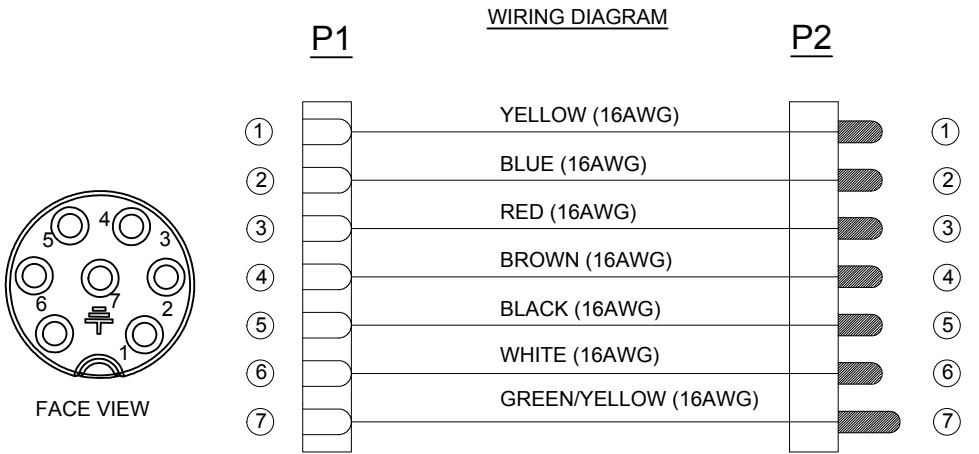 WIRING DIAGRAM
P1
P2
1 YELLOW (16AWG) 1
2 BLUE (16AWG) 2
3 RED (16AWG) 3
4 BROWN (16AWG) 4
5 BLACK (16AWG) 5
6 WHITE (16AWG) 6
7 GREEN/YELLOW (16AWG) 7
5 4 3
6 7 2
1
FACE VIEW